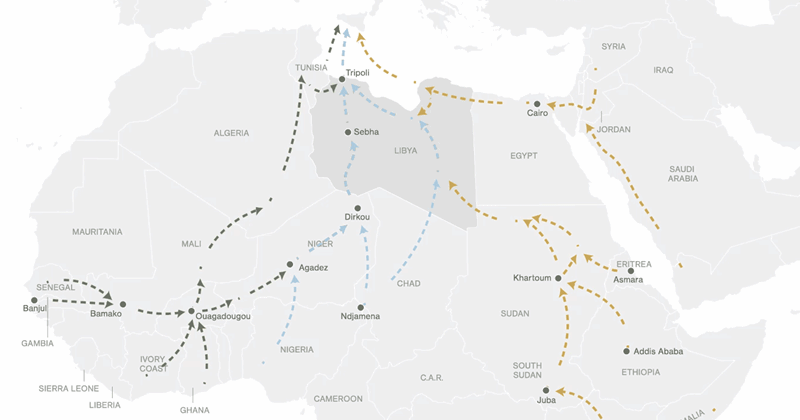 SYRIA
TUNISIA
Tripoli
IRAQ
Cairo
ALGERIA
Sebha
JORDAN
LIBYA
EGYPT
SAUDI
ARABIA
Dirkou
MAURITANIA
MALI
NIGER
Agadez
ERITREA
Khartoum
Asmara
SENEGAL
CHAD
Banjul
Bamako
Ouagadougou
Ndjamena
SUDAN
GAMBIA
NIGERIA
Addis Ababa
IVORY
COAST
SOUTH
SUDAN
ETHIOPIA
C.A.R.
SIERRA LEONE
LIBERIA
GHANA
CAMEROON
Juba
MALIA